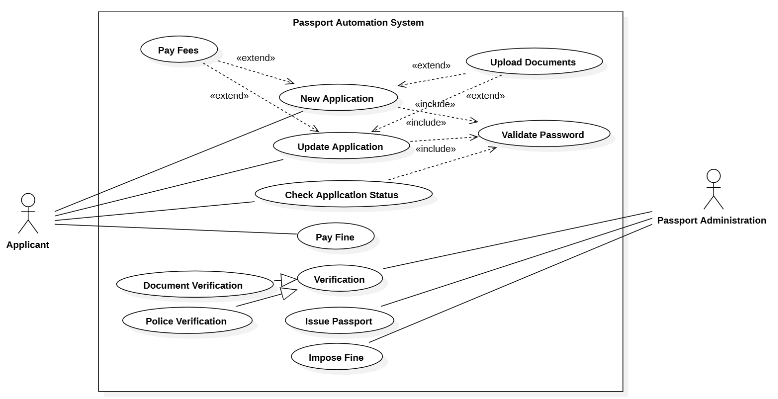 Passport Automation System
Pay Fees
«extend»
«extend»
Upload Documents
«extend»
New Application
«extend»
«include»
«extend»
«include»
Validate Password
Update Application
«include»
Check Application Status
Applicant
Passport Administration
Pay Fine
Document Verification
Verification
Police Verification
Issue Passport
Impose Fine